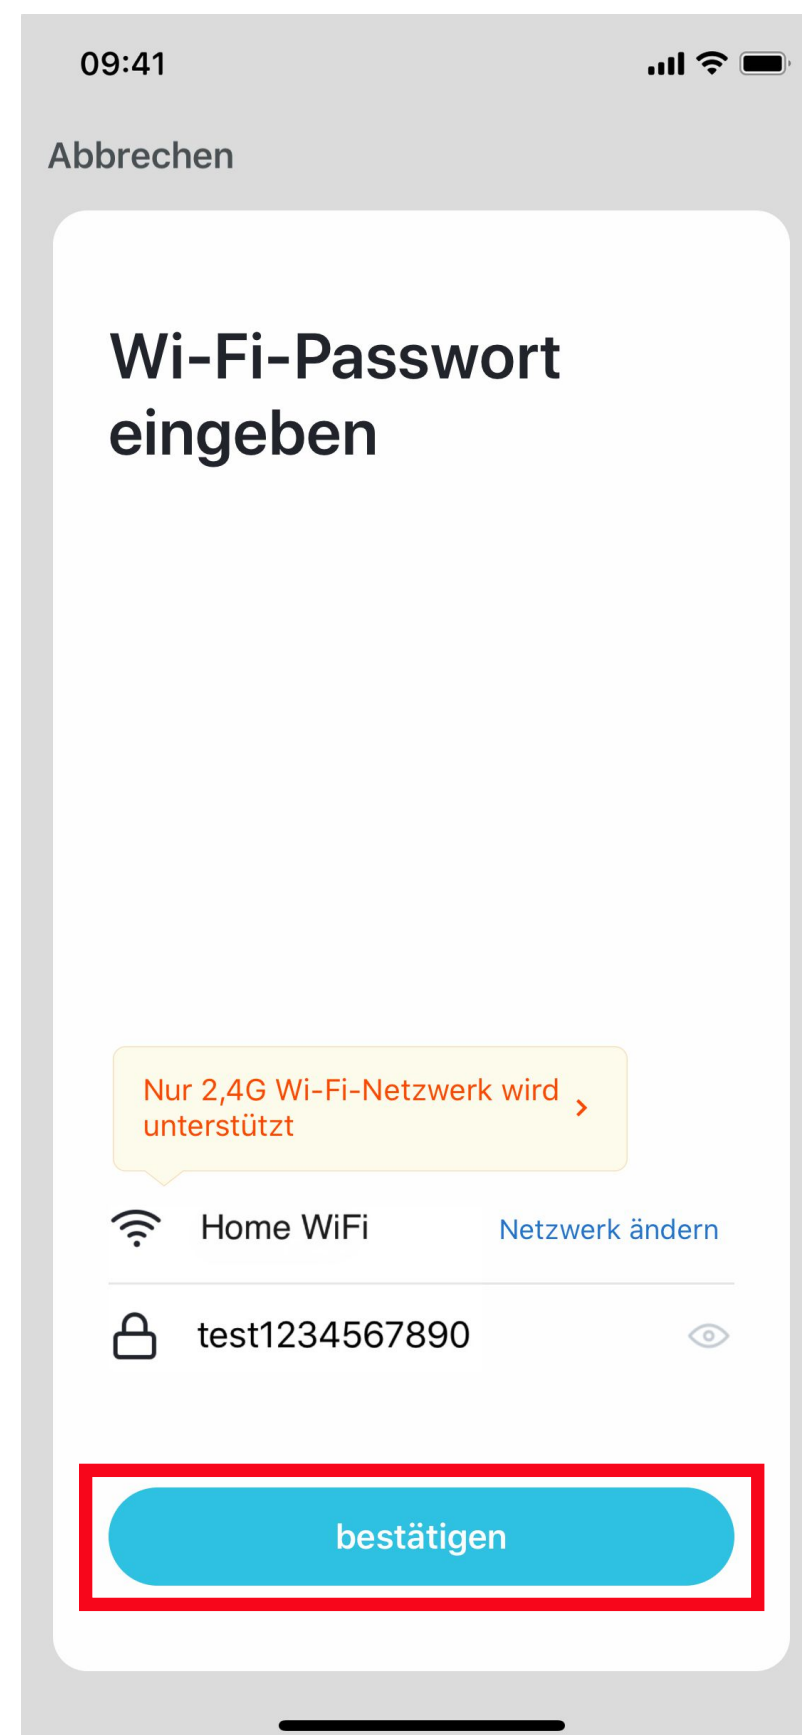 09:41
Abbrechen
Wi-Fi-Passwort
eingeben
Nur 2,4G Wi-Fi-Netzwerk wird
unterstützt
Home WiFi
Netzwerk ändern
test1234567890
bestätigen